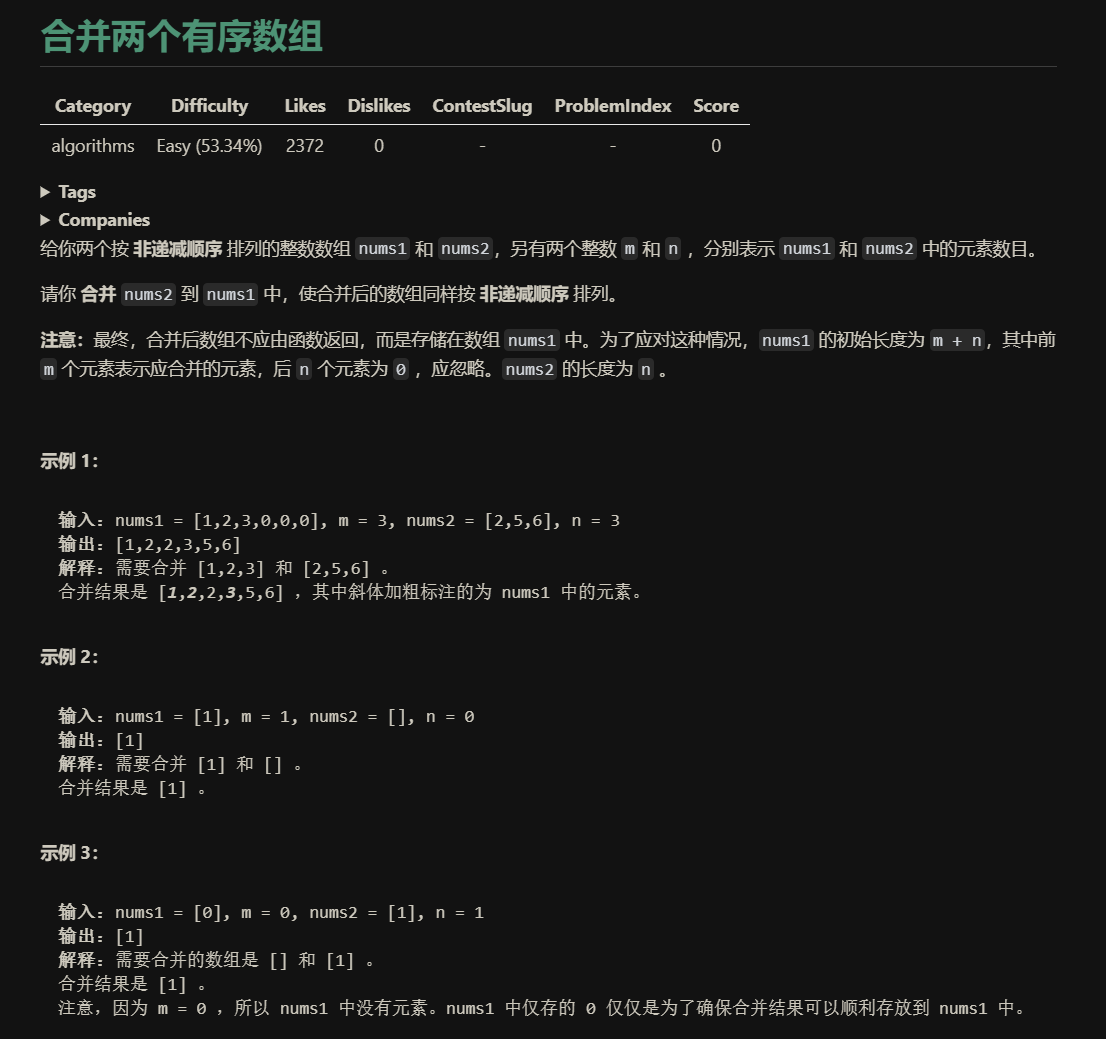 合并两个有序数组
Category Difficulty Likes Dislikes ContestSlug ProblemIndex Score
algorithms Easy (53.34%) 2372 0 - - 0
▶ Tags
▶ Companies
给你两个按 非递减顺序 排列的整数数组 nums1 和 nums2，另有两个整数 m 和 n ，分别表示 nums1 和 nums2 中的元素数目。
请你 合并 nums2 到 nums1 中，使合并后的数组同样按 非递减顺序 排列。
注意：最终，合并后数组不应由函数返回，而是存储在数组 nums1 中。为了应对这种情况，nums1 的初始长度为 m + n，其中前
m 个元素表示应合并的元素，后 n 个元素为 0 ，应忽略。nums2 的长度为 n 。
示例 1：
输入：nums1 = [1,2,3,0,0,0], m = 3, nums2 = [2,5,6], n = 3
输出：[1,2,2,3,5,6]
解释：需要合并 [1,2,3] 和 [2,5,6] 。
合并结果是 [1,2,2,3,5,6] ，其中斜体加粗标注的为 nums1 中的元素。
示例 2：
输入：nums1 = [1], m = 1, nums2 = [], n = 0
输出：[1]
解释：需要合并 [1] 和 [] 。
合并结果是 [1] 。
示例 3：
输入：nums1 = [0], m = 0, nums2 = [1], n = 1
输出：[1]
解释：需要合并的数组是 [] 和 [1] 。
合并结果是 [1] 。
注意，因为 m = 0 ，所以 nums1 中没有元素。nums1 中仅存的 0 仅仅是为了确保合并结果可以顺利存放到 nums1 中。